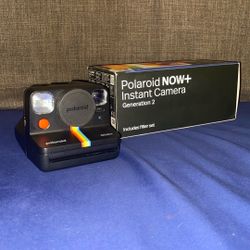 Polaroid NOW+
Instant Camera
Generation 2
Includes filter set
polaroid